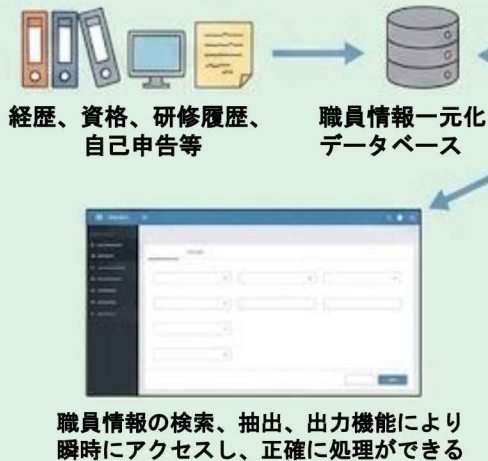 経歴、資格、研修履歴、
自己申告等
職員情報一元化
データベース
職員情報の検索、抽出、出力機能により
瞬時にアクセスし、正確に処理ができる